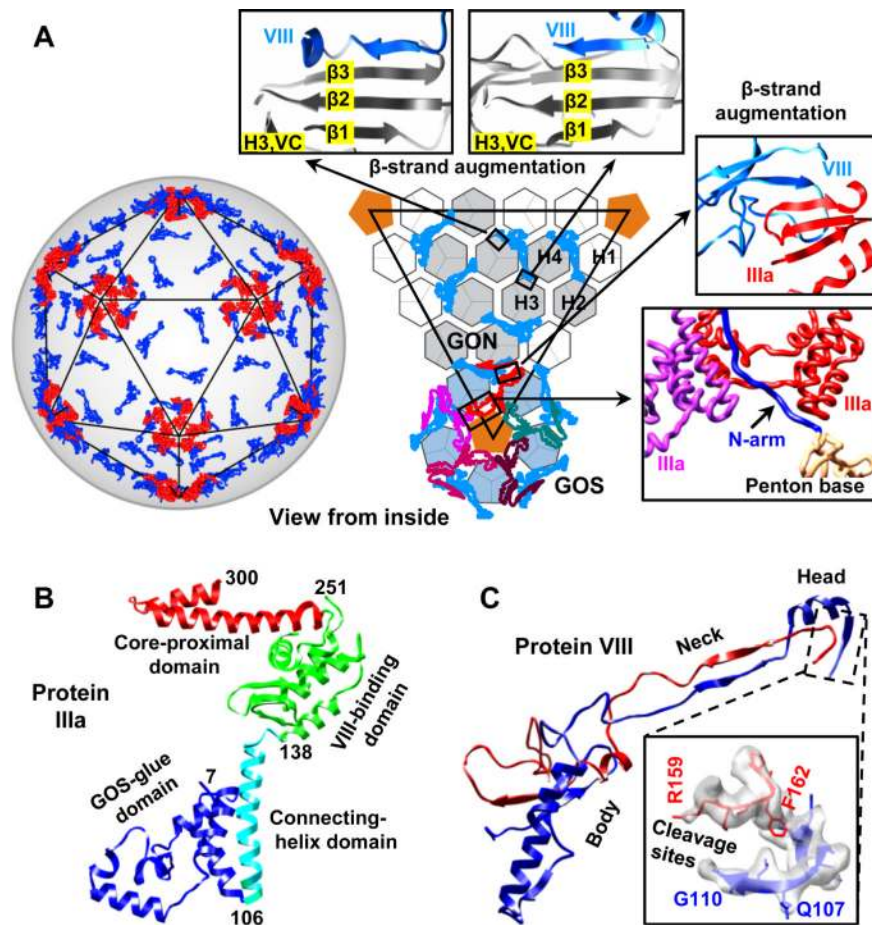 A
VIII
β3
β2
H3,VC
β1
VIII
β3
β2
H3,VC
β1
β-strand augmentation
β-strand
augmentation
VIII
IIIa
H4
H1
H3
H2
GON
GOS
View from inside
IIIa
N-arm
IIIa
Penton base
B
300
251
Core-proximal
domain
Protein
IIIa
VIII-binding
domain
138
GOS-glue
domain
7
Connecting-
-helix domain
106
C
Head
Neck
Protein VIII
Body
R159
F162
Cleavage
sites
G110
Q107